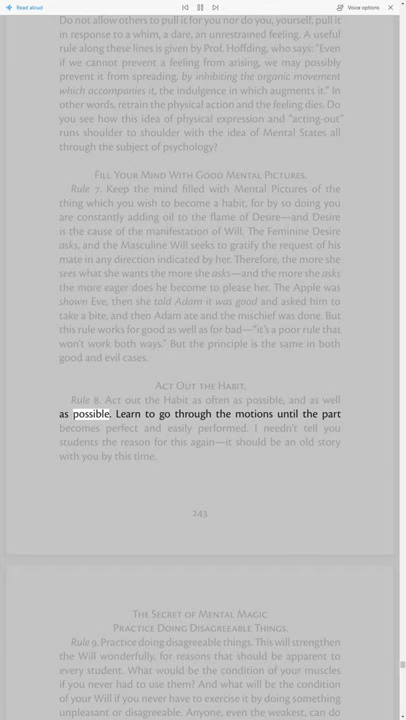 Read aloud
Voice options
Do not allow others to pull it for you nor do you, yourself, pull it
in response to a whim, a dare, an unrestrained feeling. A useful
rule along these lines is given by Prof. Hoffding, who says: "Even
if we cannot prevent a feeling from arising, we may possibly
prevent it from spreading, by inhibiting the organic movement
which accompanies it, the indulgence in which augments it." In
other words, retrain the physical action and the feeling dies. Do
you see how this idea of physical expression and "acting-out"
runs shoulder to shoulder with the idea of Mental States all
through the subject of psychology?
Fill Your Mind With Good Mental Pictures.
Rule 7. Keep the mind filled with Mental Pictures of the
thing which you wish to become a habit, for by so doing you
are constantly adding oil to the flame of Desire—and Desire
is the cause of the manifestation of Will. The Feminine Desire
asks, and the Masculine Will seeks to gratify the request of his
mate in any direction indicated by her. Therefore, the more she
sees what she wants the more she asks—and the more she asks
the more eager does he become to please her. The Apple was
shown Eve, then she told Adam it was good and asked him to
take a bite, and then Adam ate and the mischief was done. But
this rule works for good as well as for bad—"it's a poor rule that
won't work both ways." But the principle is the same in both
good and evil cases.
Act Out the Habit.
Rule 8. Act out the Habit as often as possible, and as well
as possible. Learn to go through the motions until the part
becomes perfect and easily performed. I needn't tell you
students the reason for this again—it should be an old story
with you by this time.
243
The Secret of Mental Magic
Practice Doing Disagreeable Things.
Rule 9. Practice doing disagreeable things. This will strengthen
the Will wonderfully, for reasons that should be apparent to
every student. What would be the condition of your muscles
if you never had to use them? And what will be the condition
of your Will if you never have to exercise it by doing something
unpleasant or disagreeable. Anyone, even the weakest, can do